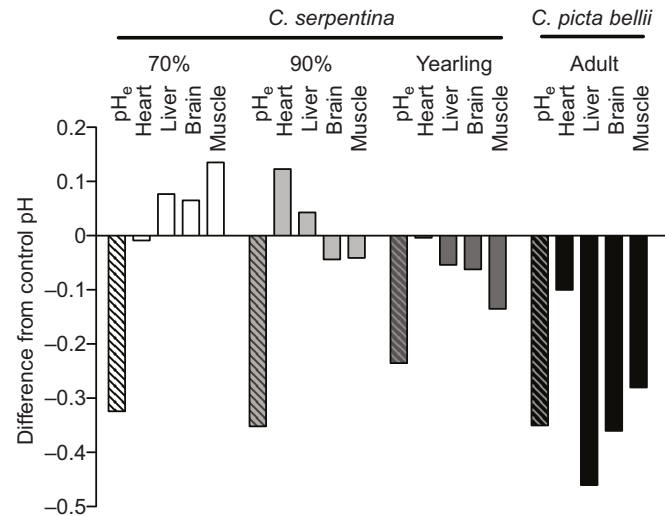 C. serpentina C. picta bellii
70% 90% Yearling Adult
pHe Heart Liver Brain Muscle pHe Heart Liver Brain Muscle pHe Heart Liver Brain Muscle pHe Heart Liver Brain Muscle
0.2
0.1
0
–0.1
–0.2
–0.3
–0.4
–0.5
Difference from control pH